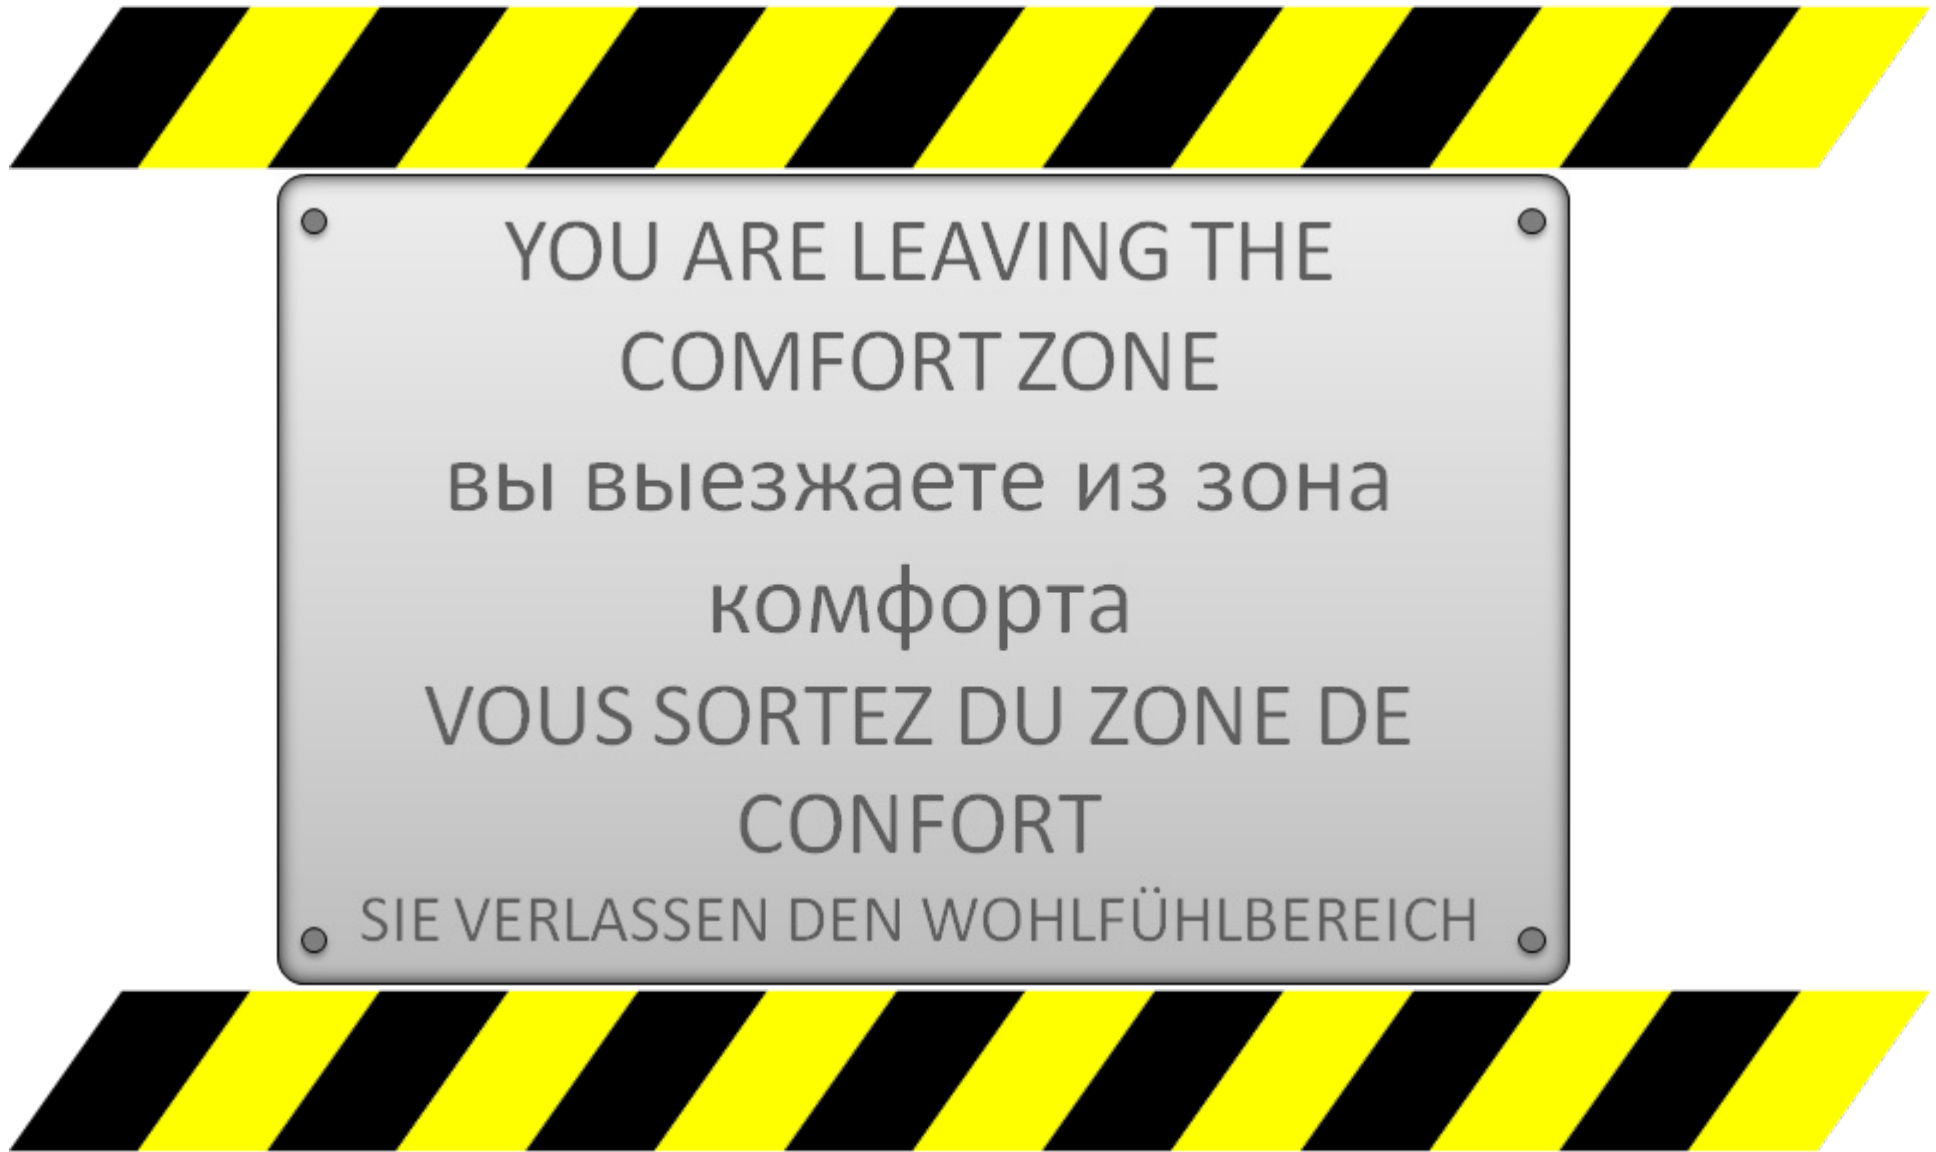 YOU ARE LEAVING THE
COMFORT ZONE
вы выезжаете из зона
комфорта
VOUS SORTEZ DU ZONE DE
CONFORT
SIE VERLASSEN DEN WOHLFÜHLBEREICH